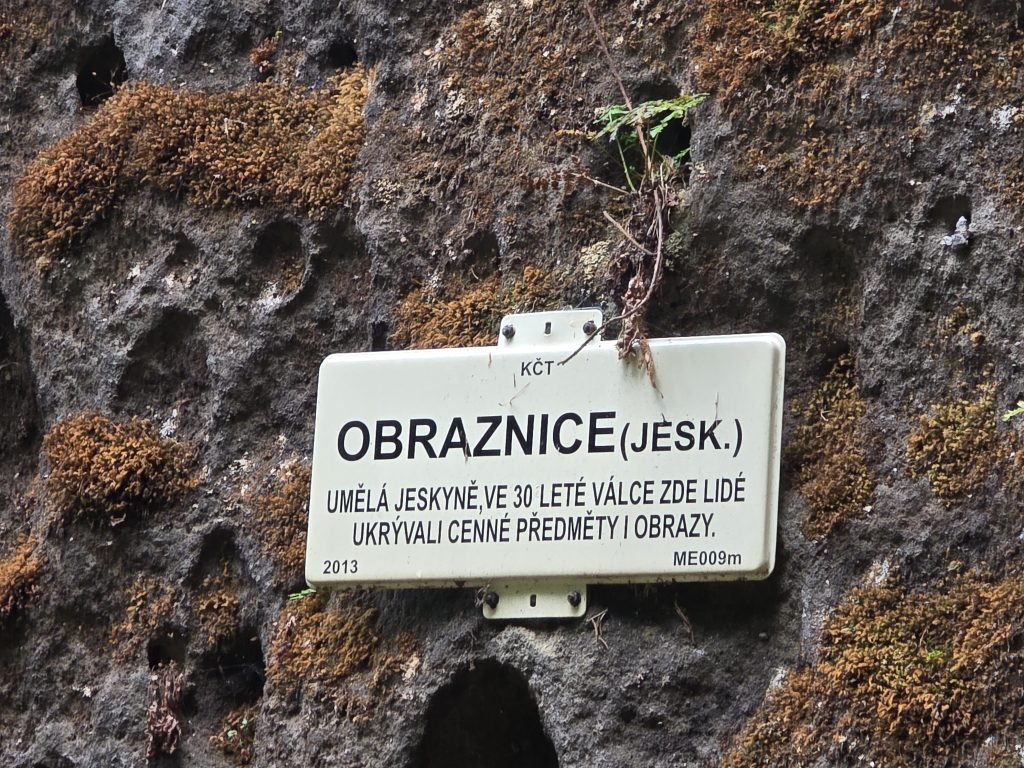 KČT
OBRAZNICE(JESK.)
UMĚLÁ JESKYNĚ,VE 30 LETÉ VÁLCE ZDE LIDÉ
UKRÝVALI CENNÉ PŘEDMĚTY I OBRAZY.
2013 ME009m